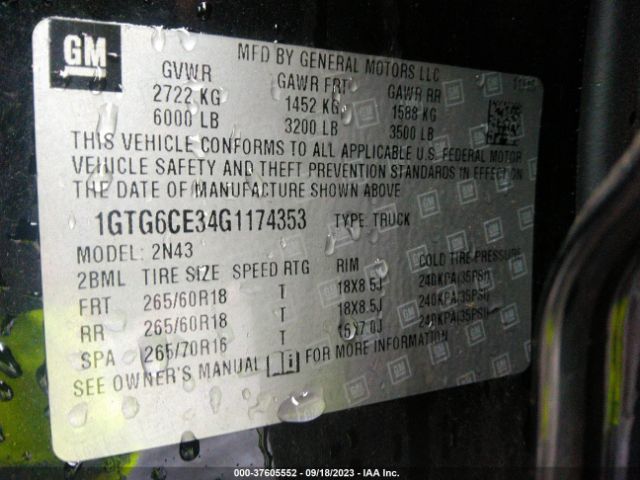 GM
MFD BY GENERAL MOTORS LLC
GVWR GAWR FRT GAWR RR
2722 KG 1452 KG 1588 KG
6000 LB 3200 LB 3500 LB
THIS VEHICLE CONFORMS TO ALL APPLICABLE U.S. FEDERAL MOTOR
VEHICLE SAFETY AND THEFT PREVENTION STANDARDS IN EFFECT ON
THE DATE OF MANUFACTURE SHOWN ABOVE
1GTG6CE34G1174353 TYPE: TRUCK
MODEL: 2N43
2BML TIRE SIZE SPEED RTG RIM COLD TIRE PRESSURE
FRT 265/60R18 T 18X8.5J 240KPA(35PSI)
RR 265/60R18 T 18X8.5J 240KPA(35PSI)
SPA 265/70R16 T 16X7.0J 240KPA(35PSI)
SEE OWNER'S MANUAL FOR MORE INFORMATION
000-37605552 - 09/18/2023 - IAA Inc.